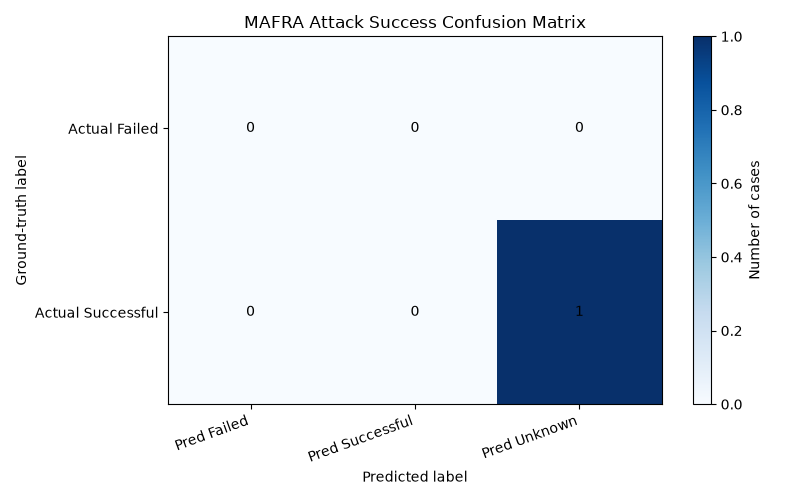 MAFRA Attack Success Confusion Matrix
Ground-truth label
Actual Failed
0 0 0
Actual Successful
0 0 1
Pred Failed
Pred Successful
Pred Unknown
Predicted label
1.0
0.8
0.6
0.4
0.2
0.0
Number of cases